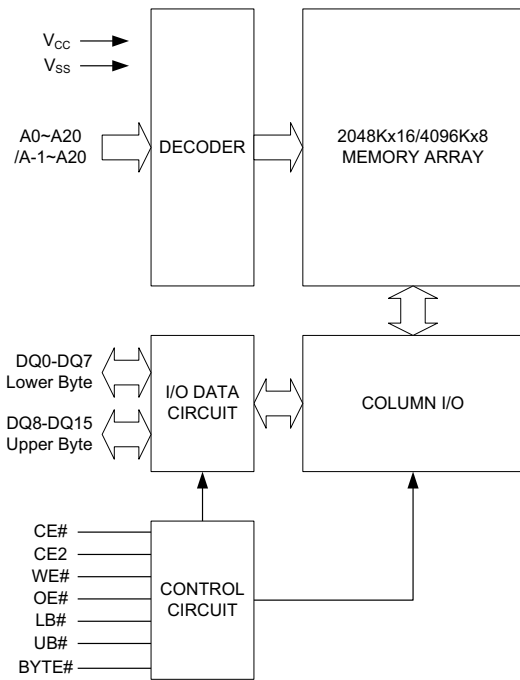 VCC
VSS
A0~A20
/A-1~A20
DECODER
2048Kx16/4096Kx8
MEMORY ARRAY
DQ0-DQ7
Lower Byte
DQ8-DQ15
Upper Byte
I/O DATA
CIRCUIT
COLUMN I/O
CE#
CE2
WE#
OE#
LB#
UB#
BYTE#
CONTROL
CIRCUIT